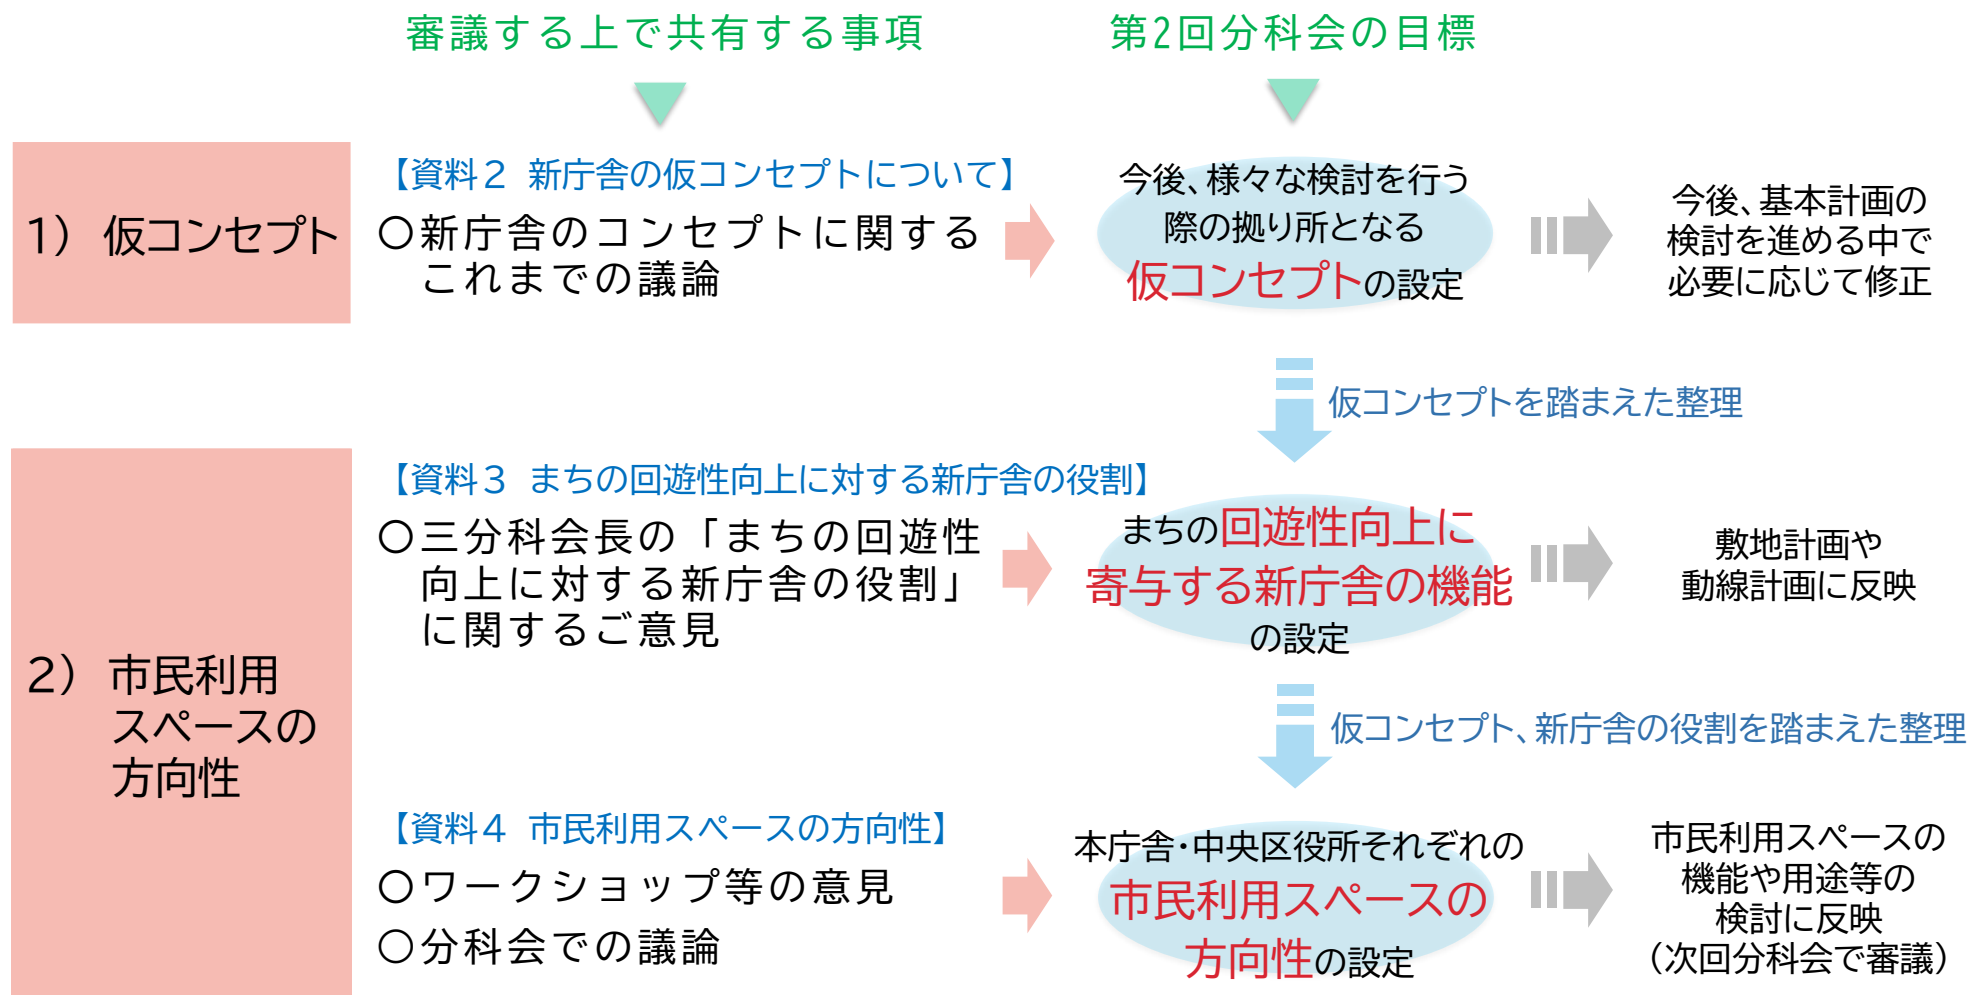 審議する上で共有する事項
第2回分科会の目標
1） 仮コンセプト
【資料２ 新庁舎の仮コンセプトについて】
〇新庁舎のコンセプトに関する
これまでの議論
今後、様々な検討を行う
際の拠り所となる
仮コンセプトの設定
今後、基本計画の
検討を進める中で
必要に応じて修正
仮コンセプトを踏まえた整理
2） 市民利用
スペースの
方向性
【資料３ まちの回遊性向上に対する新庁舎の役割】
〇三分科会長の「まちの回遊性
向上に対する新庁舎の役割」
に関するご意見
まちの回遊性向上に
寄与する新庁舎の機能
の設定
敷地計画や
動線計画に反映
仮コンセプト、新庁舎の役割を踏まえた整理
【資料４ 市民利用スペースの方向性】
〇ワークショップ等の意見
〇分科会での議論
本庁舎・中央区役所それぞれの
市民利用スペースの
方向性の設定
市民利用スペースの
機能や用途等の
検討に反映
（次回分科会で審議）